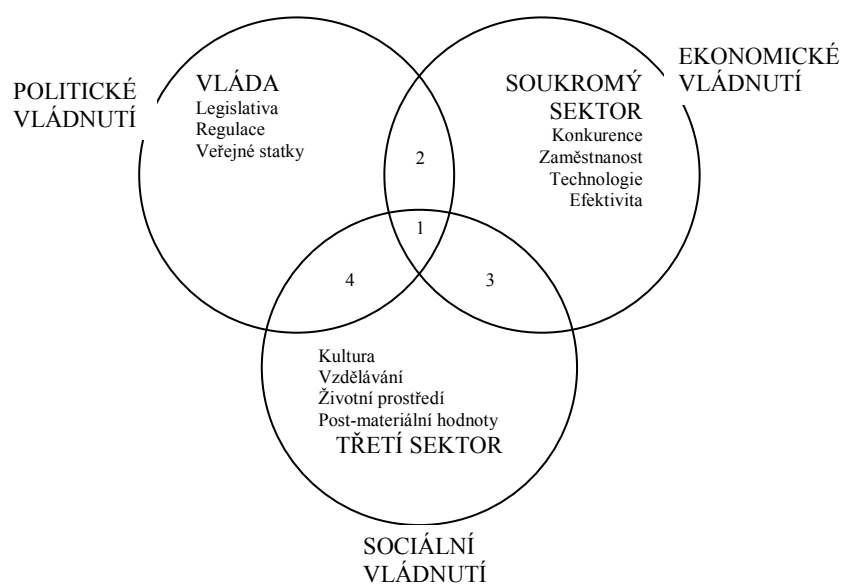 POLITICKÉ
VLÁDNUTÍ
VLÁDA
Legislativa
Regulace
Veřejné statky
SOUKROMÝ
SEKTOR
Konkurence
Zaměstnanost
Technologie
Efektivita
EKONOMICKÉ
VLÁDNUTÍ
2
1
4
3
Kultura
Vzdělávání
Životní prostředí
Post-materiální hodnoty
TŘETÍ SEKTOR
SOCIÁLNÍ
VLÁDNUTÍ